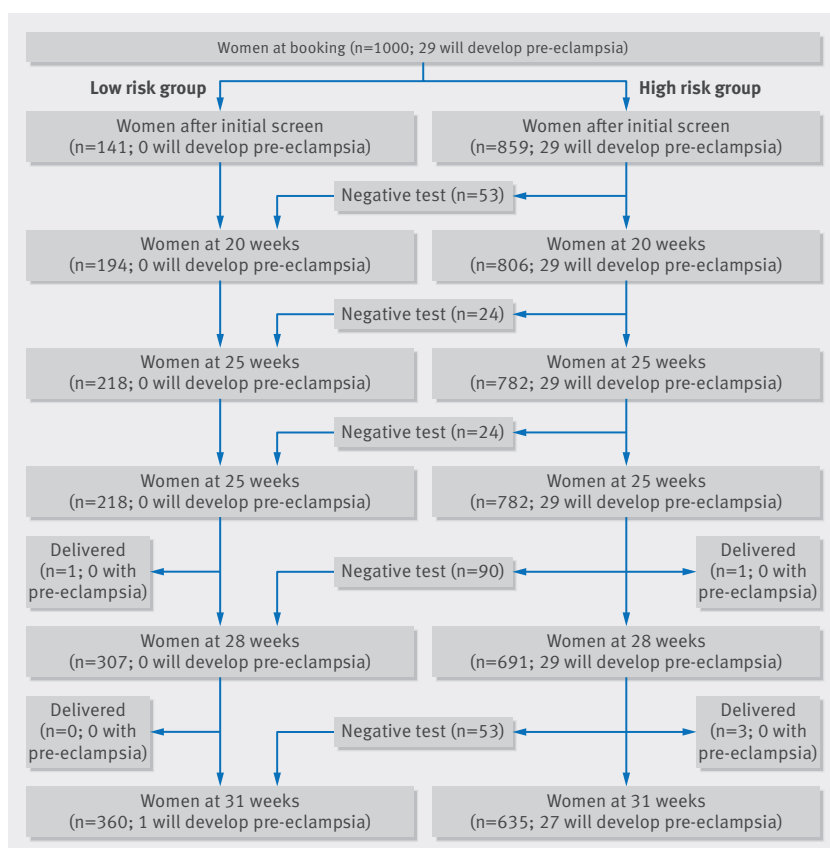 Women at booking (n=1000; 29 will develop pre-eclampsia)
Low risk group
High risk group
Women after initial screen
(n=141; 0 will develop pre-eclampsia)
Women after initial screen
(n=859; 29 will develop pre-eclampsia)
Negative test (n=53)
Women at 20 weeks
(n=194; 0 will develop pre-eclampsia)
Women at 20 weeks
(n=806; 29 will develop pre-eclampsia)
Negative test (n=24)
Women at 25 weeks
(n=218; 0 will develop pre-eclampsia)
Women at 25 weeks
(n=782; 29 will develop pre-eclampsia)
Negative test (n=24)
Women at 25 weeks
(n=218; 0 will develop pre-eclampsia)
Women at 25 weeks
(n=782; 29 will develop pre-eclampsia)
Delivered
(n=1; 0 with
pre-eclampsia)
Negative test (n=90)
Delivered
(n=1; 0 with
pre-eclampsia)
Women at 28 weeks
(n=307; 0 will develop pre-eclampsia)
Women at 28 weeks
(n=691; 29 will develop pre-eclampsia)
Delivered
(n=0; 0 with
pre-eclampsia)
Negative test (n=53)
Delivered
(n=3; 0 with
pre-eclampsia)
Women at 31 weeks
(n=360; 1 will develop pre-eclampsia)
Women at 31 weeks
(n=635; 27 will develop pre-eclampsia)